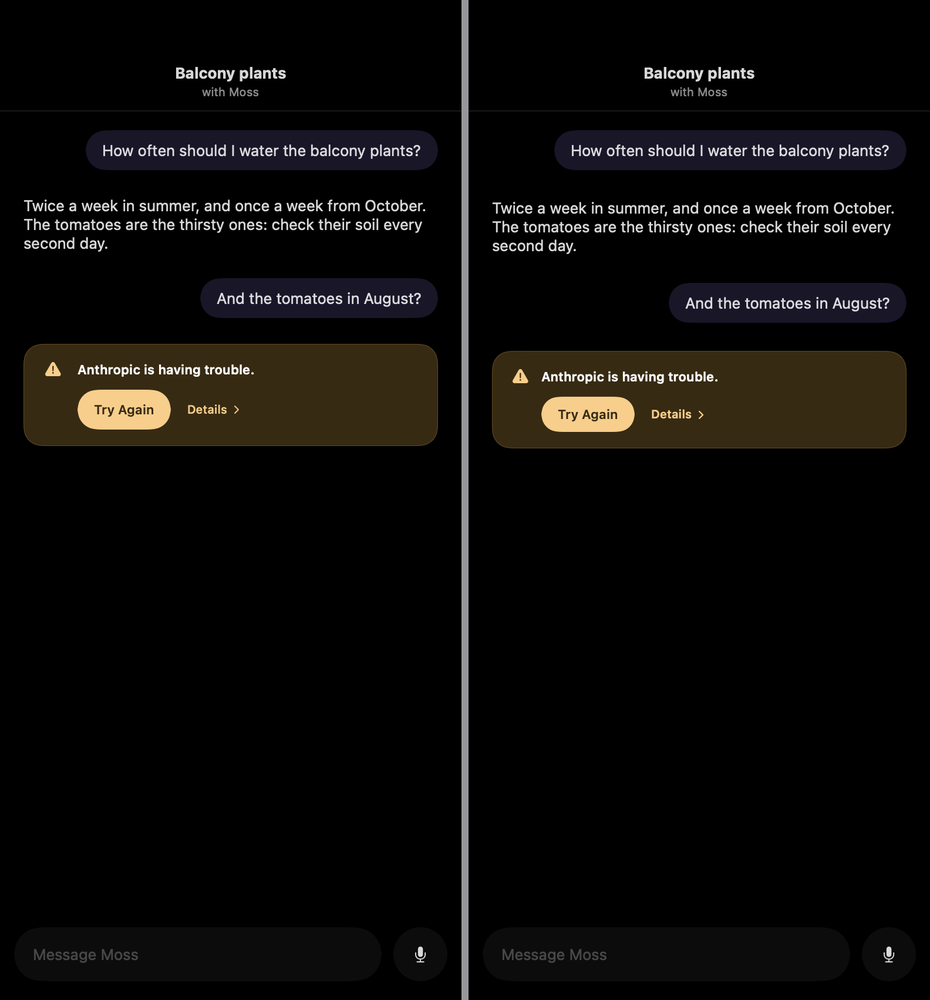 Balcony plants
with Moss
How often should I water the balcony plants?
Twice a week in summer, and once a week from October.
The tomatoes are the thirsty ones: check their soil every
second day.
And the tomatoes in August?
Anthropic is having trouble.
Try Again
Details
Message Moss
Balcony plants
with Moss
How often should I water the balcony plants?
Twice a week in summer, and once a week from October.
The tomatoes are the thirsty ones: check their soil every
second day.
And the tomatoes in August?
Anthropic is having trouble.
Try Again
Details
Message Moss